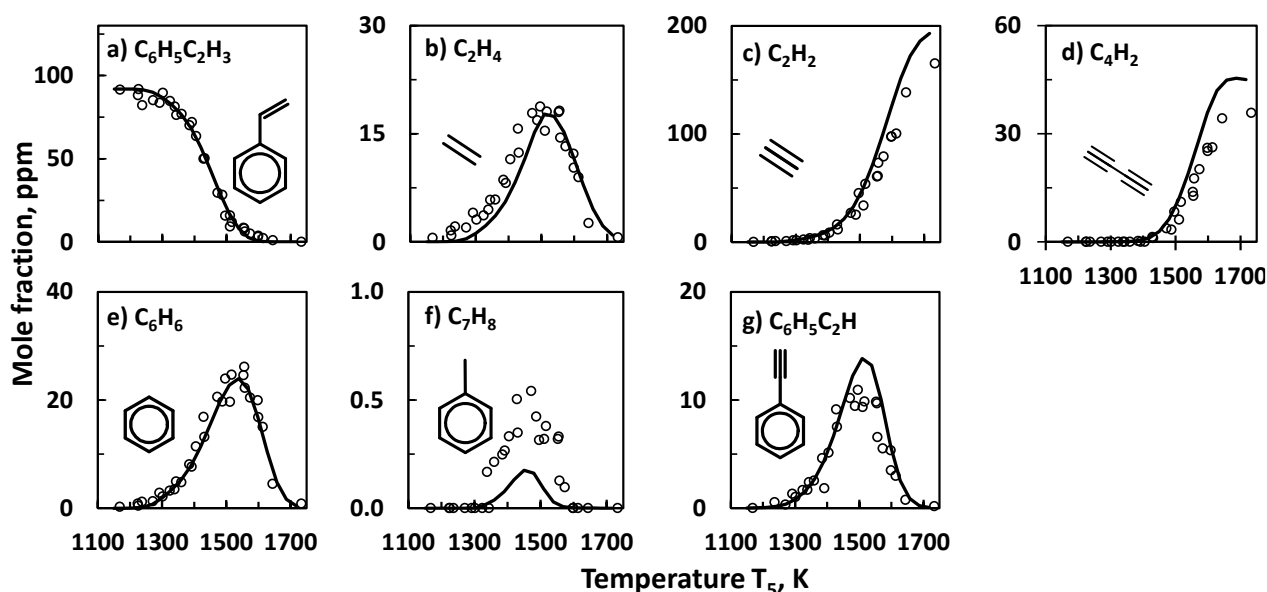 Mole fraction, ppm
a) C₆H₅C₂H₃
100
50
0
b) C₂H₄
30
15
0
c) C₂H₂
200
100
0
d) C₄H₂
60
30
0
1100 1300 1500 1700
e) C₆H₆
40
20
0
1100 1300 1500 1700
f) C₇H₈
1.0
0.5
0.0
1100 1300 1500 1700
g) C₆H₅C₂H
20
10
0
1100 1300 1500 1700
Temperature T₅, K